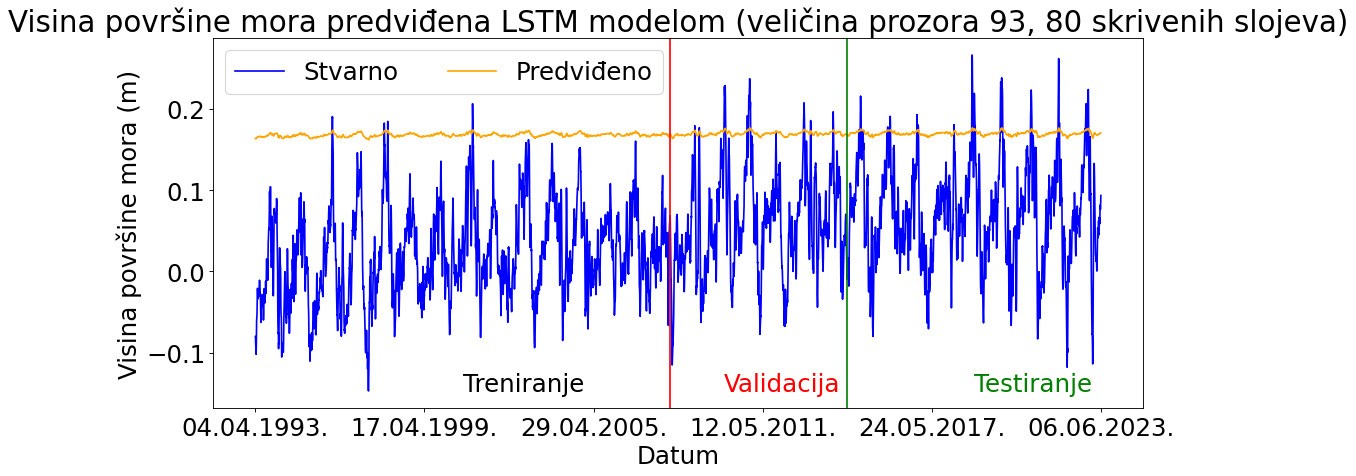 Visina površine mora predviđena LSTM modelom (veličina prozora 93, 80 skrivenih slojeva)
Stvarno
Predviđeno
Visina površine mora (m)
0.2
0.1
0.0
−0.1
Treniranje
Validacija
Testiranje
04.04.1993.
17.04.1999.
29.04.2005.
12.05.2011.
24.05.2017.
06.06.2023.
Datum